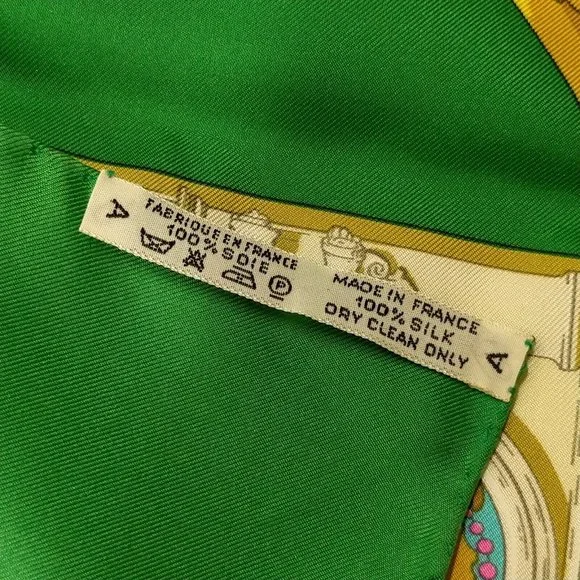 A
FABRIQUE EN FRANCE
100% SOIE
P
MADE IN FRANCE
100% SILK
DRY CLEAN ONLY
A